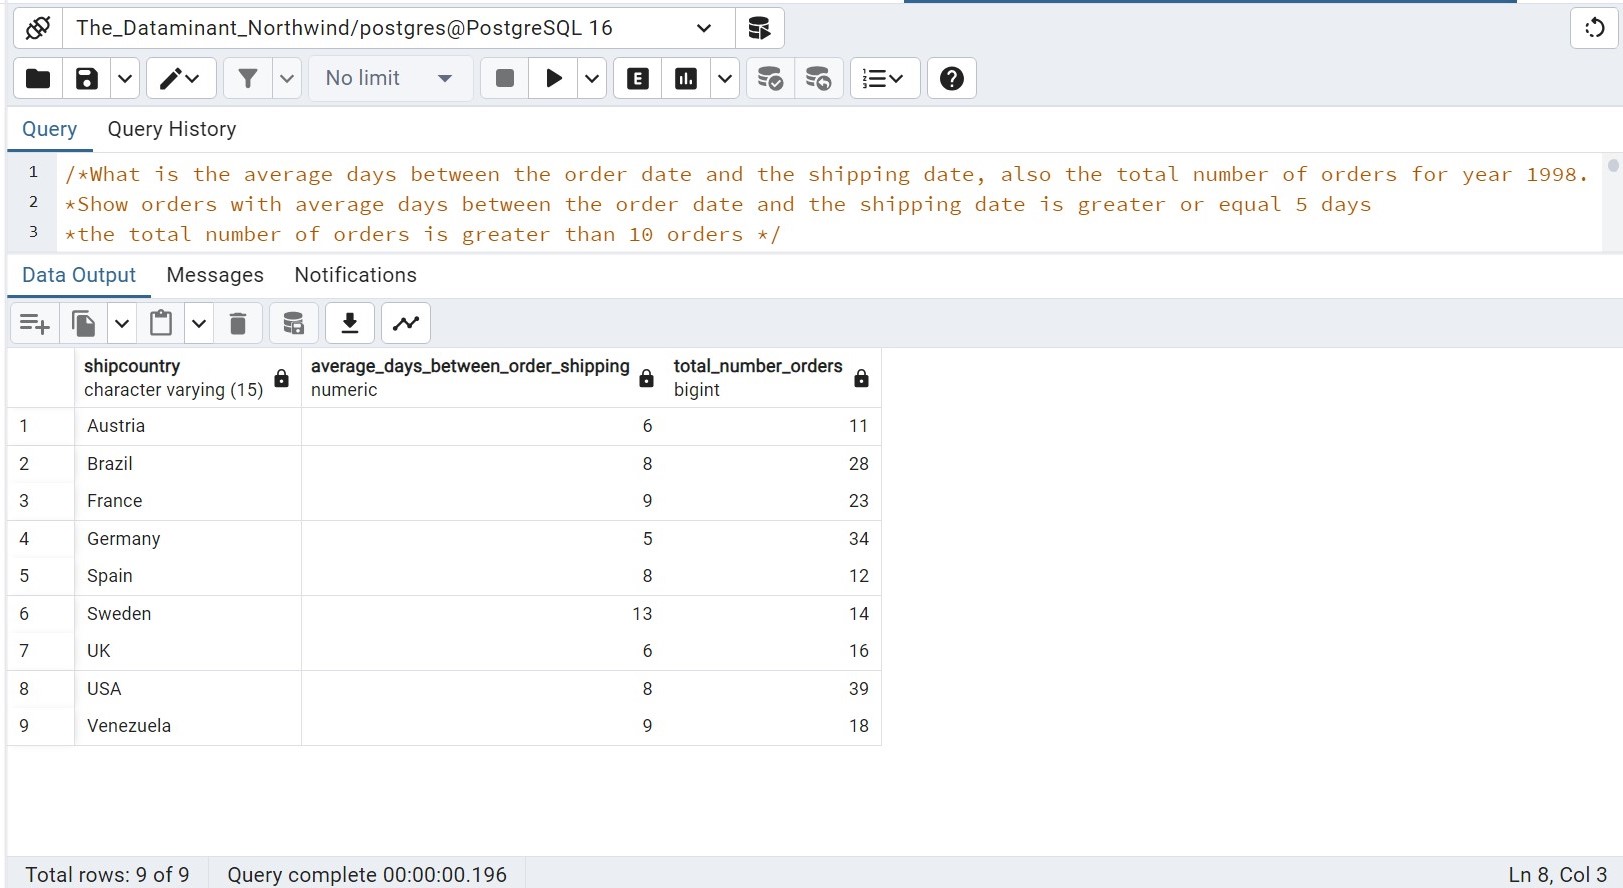 The_Dataminant_Northwind/postgres@PostgreSQL 16
No limit
E
Query Query History
1 /*What is the average days between the order date and the shipping date, also the total number of orders for year 1998.
2 *Show orders with average days between the order date and the shipping date is greater or equal 5 days
3 *the total number of orders is greater than 10 orders */
Data Output Messages Notifications
shipcountry average_days_between_order_shipping total_number_orders
character varying (15) numeric bigint
1 Austria 6 11
2 Brazil 8 28
3 France 9 23
4 Germany 5 34
5 Spain 8 12
6 Sweden 13 14
7 UK 6 16
8 USA 8 39
9 Venezuela 9 18
Total rows: 9 of 9 Query complete 00:00:00.196 Ln 8, Col 3